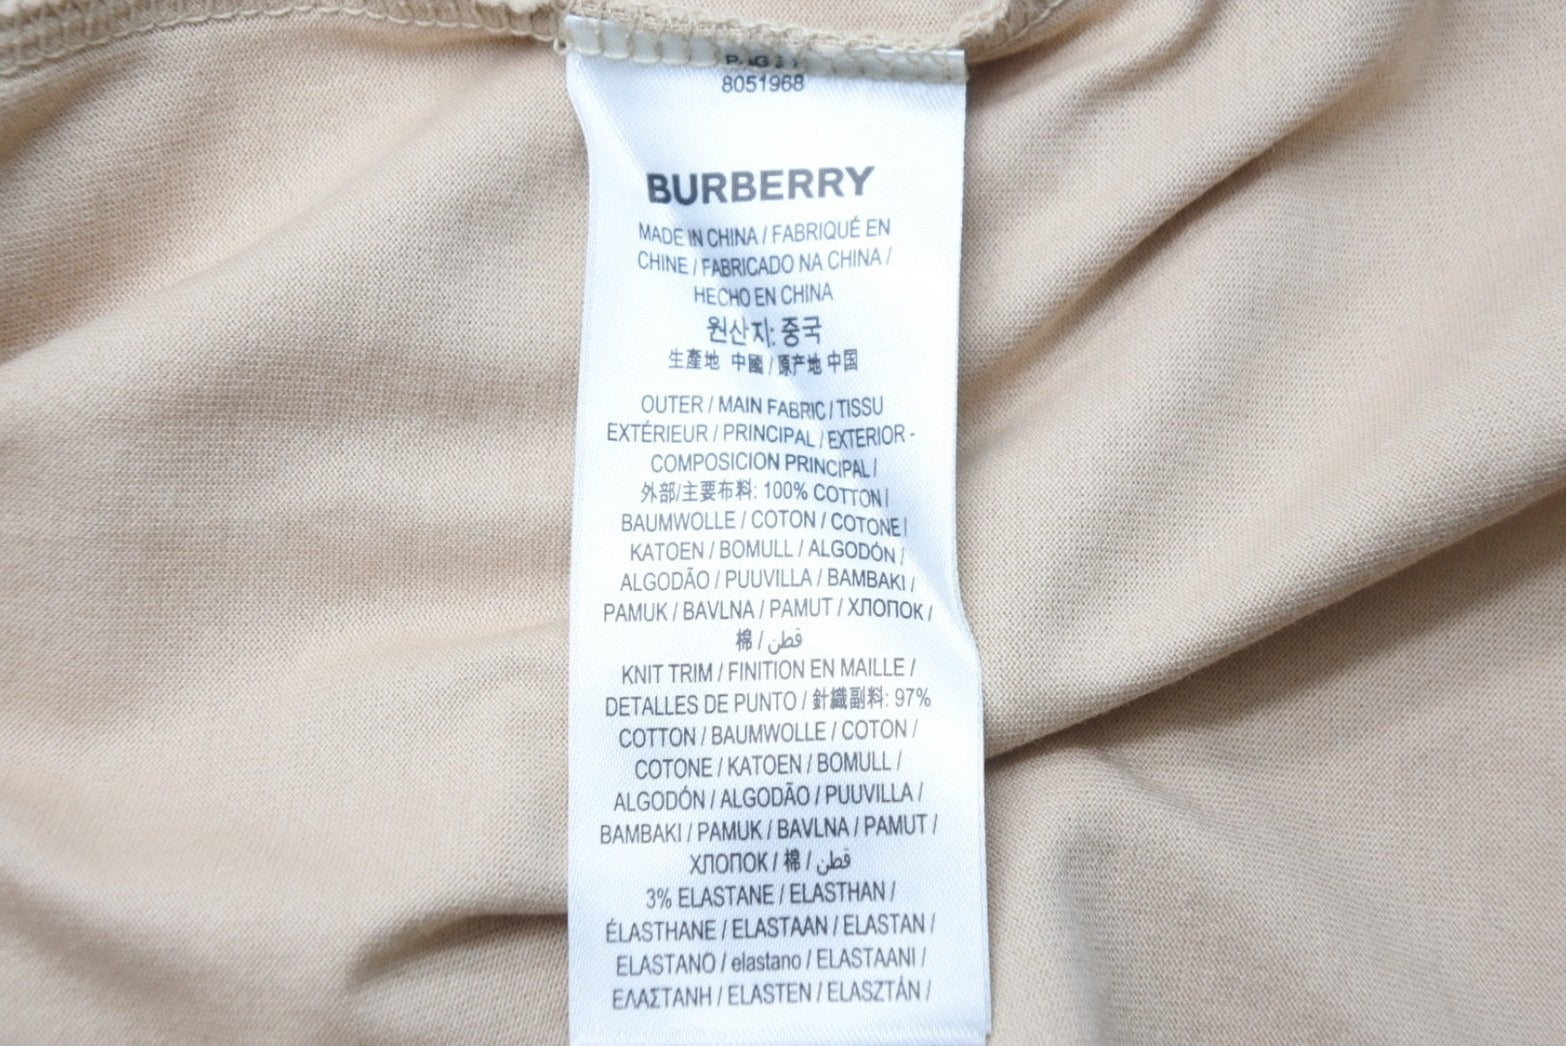 8051968
BURBERRY
MADE IN CHINA / FABRIQUÉ EN
CHINE / FABRICADO NA CHINA /
HECHO EN CHINA
원산지: 중국
生產地 中國 / 原产地 中国
OUTER / MAIN FABRIC / TISSU
EXTÉRIEUR / PRINCIPAL / EXTERIOR -
COMPOSICION PRINCIPAL /
外部/主要布料: 100% COTTON /
BAUMWOLLE / COTON / COTONE /
KATOEN / BOMULL / ALGODÓN /
ALGODÃO / PUUVILLA / BAMBAKI /
PAMUK / BAVLNA / PAMUT / ХЛОПОК /
棉 / قطن
KNIT TRIM / FINITION EN MAILLE /
DETALLES DE PUNTO / 針織副料: 97%
COTTON / BAUMWOLLE / COTON /
COTONE / KATOEN / BOMULL /
ALGODÓN / ALGODÃO / PUUVILLA /
BAMBAKI / PAMUK / BAVLNA / PAMUT /
ХЛОПОК / 棉 / قطن
3% ELASTANE / ELASTHAN /
ÉLASTHANE / ELASTAAN / ELASTAN /
ELASTANO / elastano / ELASTAANI /
ΕΛΑΣΤΑΝΗ / ELASTEN / ELASZTÁN /